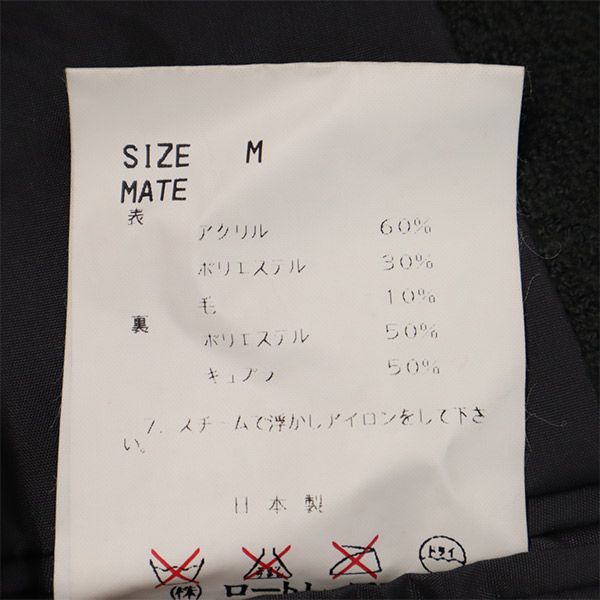 SIZE M
MATE
表
アクリル 60%
ポリエステル 30%
毛 10%
裏
ポリエステル 50%
キュプラ 50%
7. スチームで浮かしアイロンをして下さ
い。
日本製
ドライ
(株)